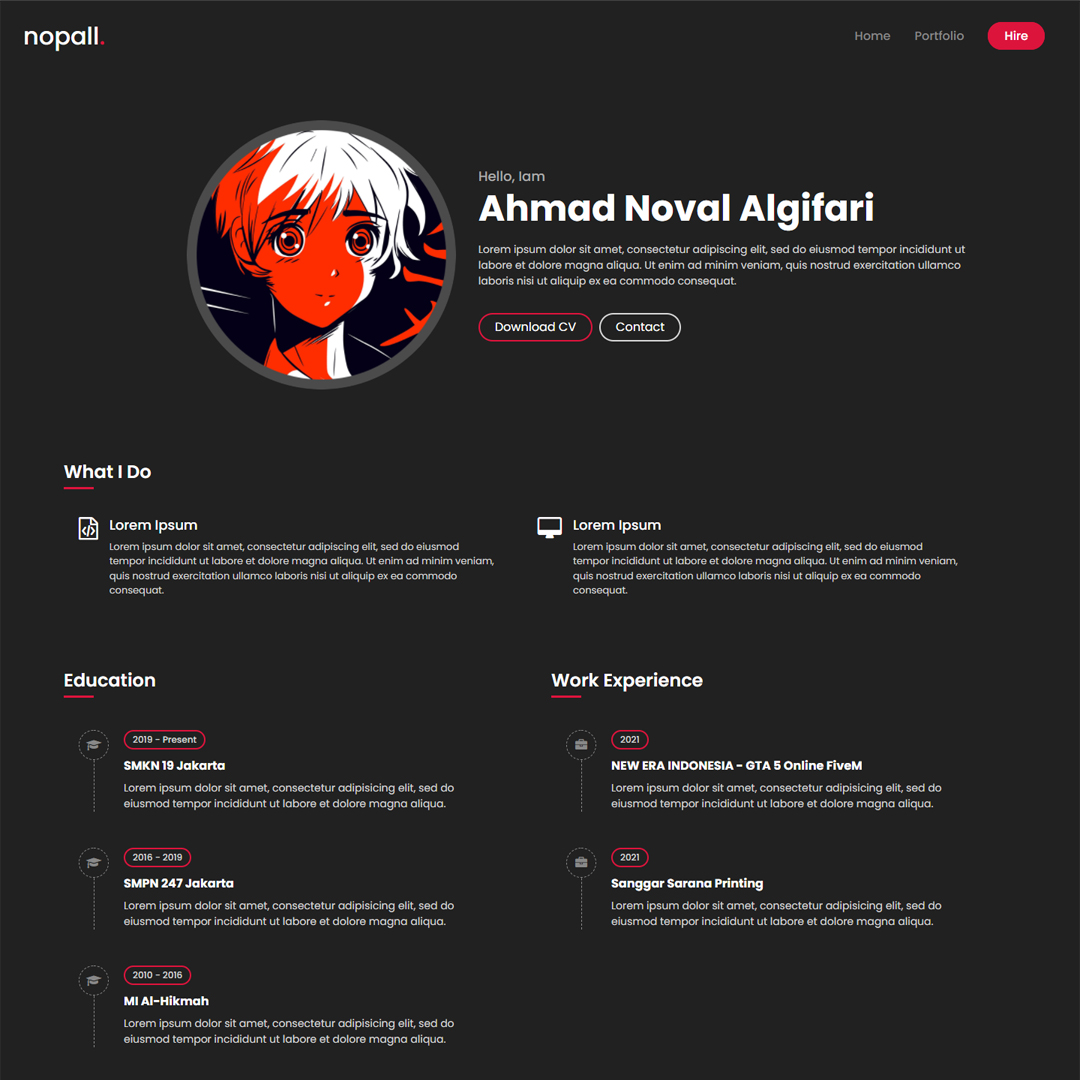 nopall.
Home
Portfolio
Hire
Hello, Iam
Ahmad Noval Algifari
Lorem ipsum dolor sit amet, consectetur adipiscing elit, sed do eiusmod tempor incididunt ut
labore et dolore magna aliqua. Ut enim ad minim veniam, quis nostrud exercitation ullamco
laboris nisi ut aliquip ex ea commodo consequat.
Download CV
Contact
What I Do
Lorem Ipsum
Lorem ipsum dolor sit amet, consectetur adipiscing elit, sed do eiusmod
tempor incididunt ut labore et dolore magna aliqua. Ut enim ad minim veniam,
quis nostrud exercitation ullamco laboris nisi ut aliquip ex ea commodo
consequat.
Lorem Ipsum
Lorem ipsum dolor sit amet, consectetur adipiscing elit, sed do eiusmod
tempor incididunt ut labore et dolore magna aliqua. Ut enim ad minim veniam,
quis nostrud exercitation ullamco laboris nisi ut aliquip ex ea commodo
consequat.
Education
2019 - Present
SMKN 19 Jakarta
Lorem ipsum dolor sit amet, consectetur adipiscing elit, sed do
eiusmod tempor incididunt ut labore et dolore magna aliqua.
2016 - 2019
SMPN 247 Jakarta
Lorem ipsum dolor sit amet, consectetur adipiscing elit, sed do
eiusmod tempor incididunt ut labore et dolore magna aliqua.
2010 - 2016
MI Al-Hikmah
Lorem ipsum dolor sit amet, consectetur adipiscing elit, sed do
eiusmod tempor incididunt ut labore et dolore magna aliqua.
Work Experience
2021
NEW ERA INDONESIA - GTA 5 Online FiveM
Lorem ipsum dolor sit amet, consectetur adipiscing elit, sed do
eiusmod tempor incididunt ut labore et dolore magna aliqua.
2021
Sanggar Sarana Printing
Lorem ipsum dolor sit amet, consectetur adipiscing elit, sed do
eiusmod tempor incididunt ut labore et dolore magna aliqua.